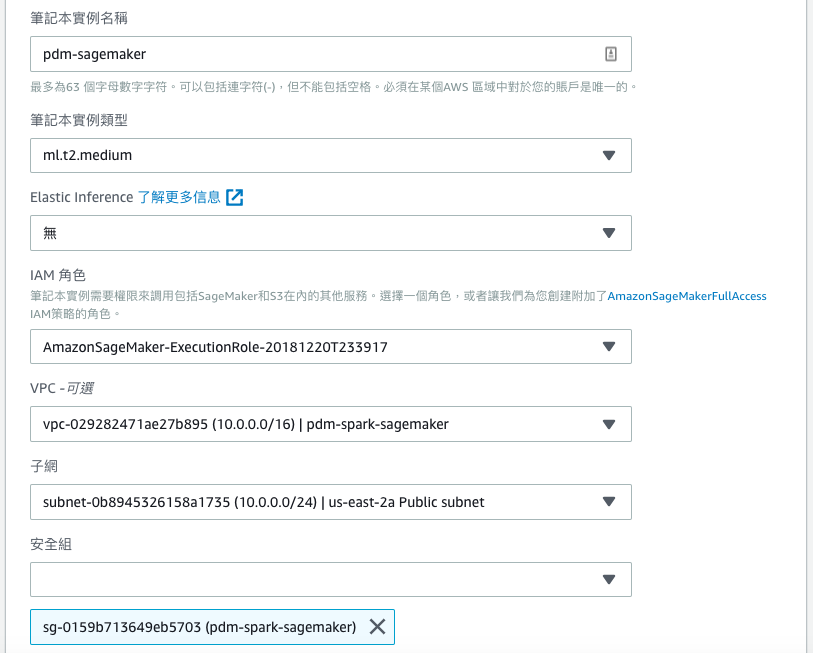 筆記本實例名稱
pdm-sagemaker
最多為63 個字母數字字符。可以包括連字符(-)，但不能包括空格。必須在某個AWS 區域中對於您的賬戶是唯一的。
筆記本實例類型
ml.t2.medium
Elastic Inference 了解更多信息
無
IAM 角色
筆記本實例需要權限來調用包括SageMaker和S3在內的其他服務。選擇一個角色，或者讓我們為您創建附加了AmazonSageMakerFullAccess
IAM策略的角色。
AmazonSageMaker-ExecutionRole-20181220T233917
VPC -可選
vpc-029282471ae27b895 (10.0.0.0/16) | pdm-spark-sagemaker
子網
subnet-0b8945326158a1735 (10.0.0.0/24) | us-east-2a Public subnet
安全組
sg-0159b713649eb5703 (pdm-spark-sagemaker)